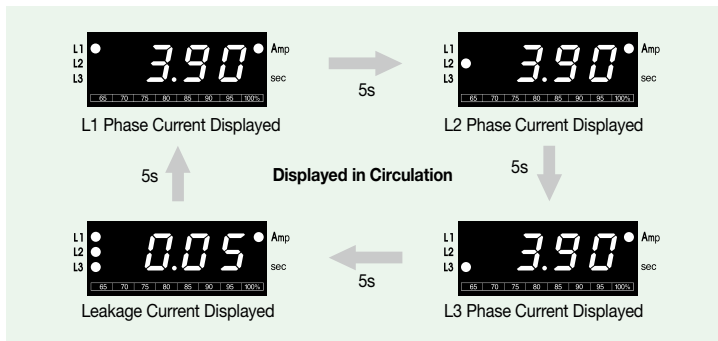 L1 3.90 Amp
L2
L3 sec
65 70 75 80 85 90 95 100%
L1 Phase Current Displayed
5s
L1 3.90 Amp
L2
L3 sec
65 70 75 80 85 90 95 100%
L2 Phase Current Displayed
5s
Displayed in Circulation
5s
L1 0.05 Amp
L2
L3 sec
65 70 75 80 85 90 95 100%
Leakage Current Displayed
5s
L1 3.90 Amp
L2
L3 sec
65 70 75 80 85 90 95 100%
L3 Phase Current Displayed